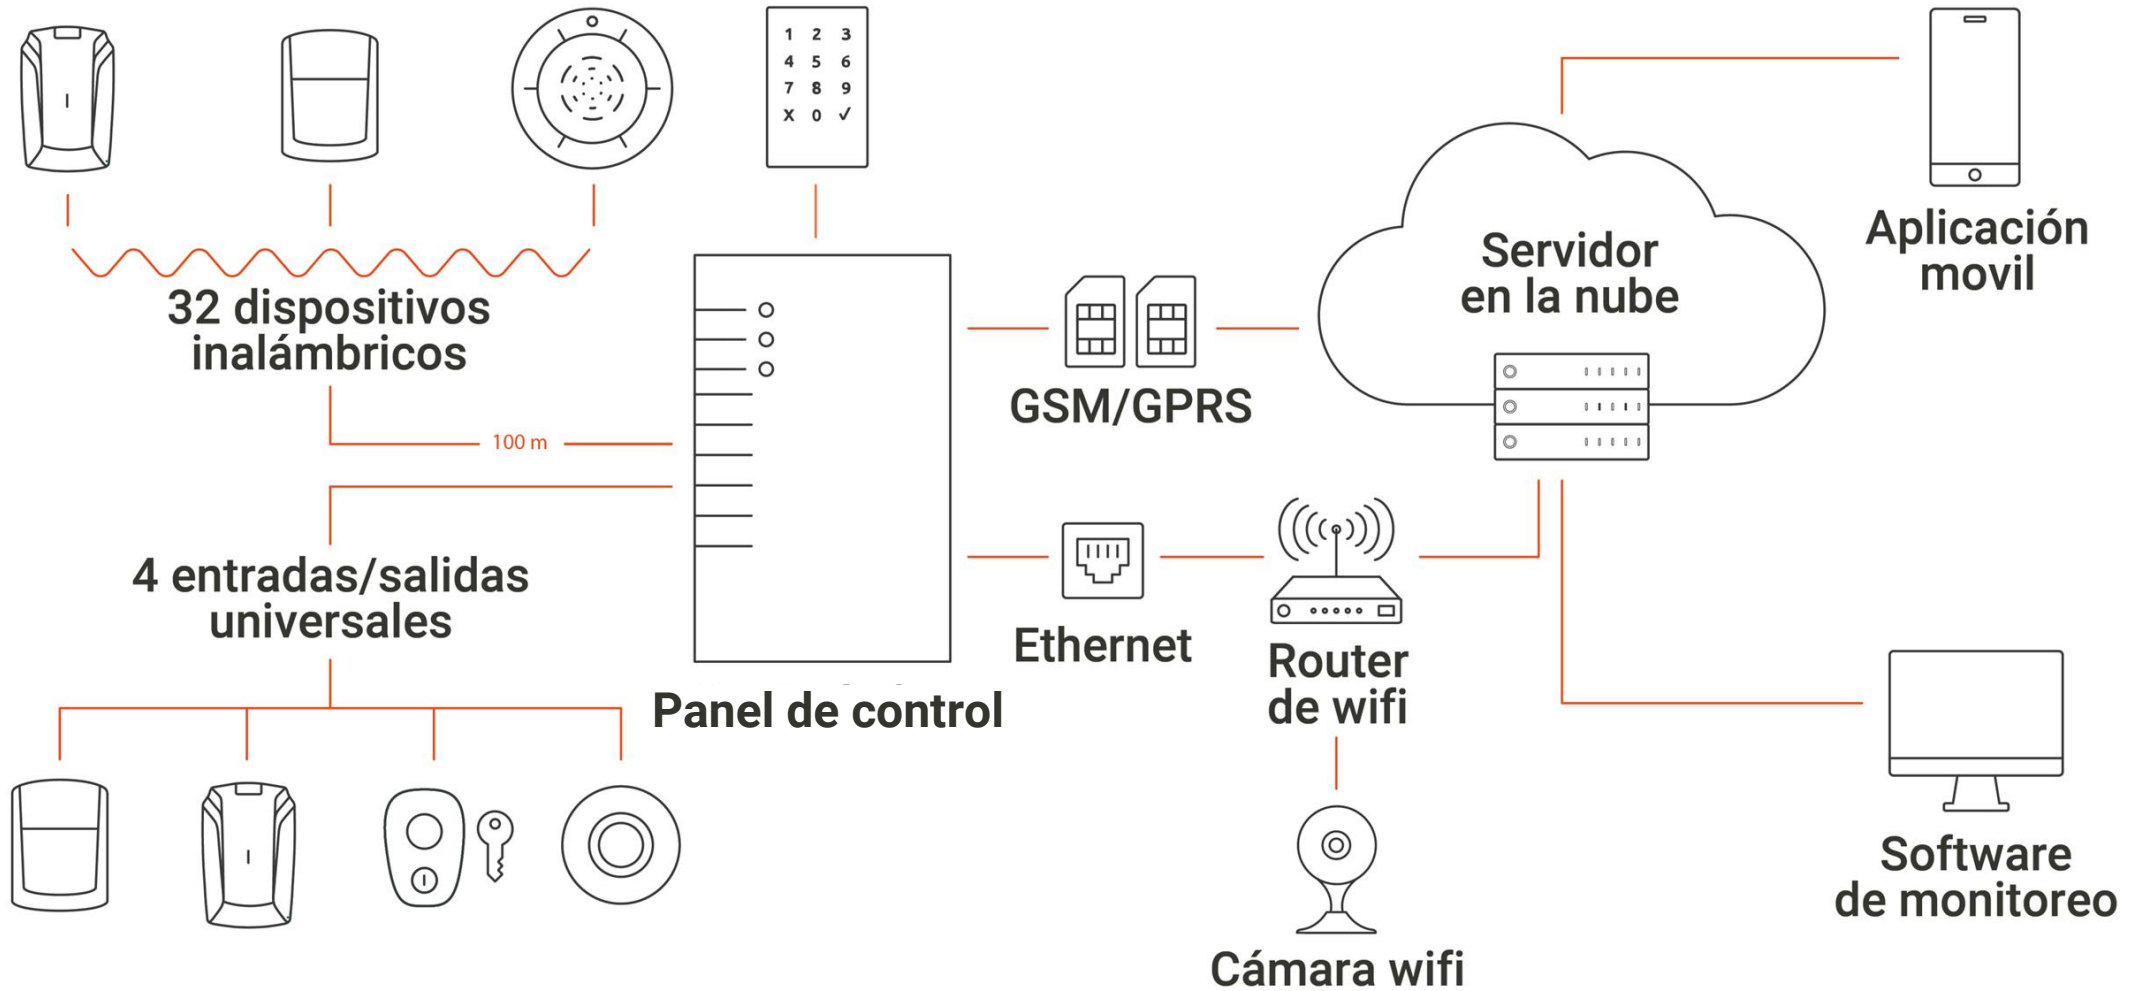 1 2 3
4 5 6
7 8 9
X 0 ✓
Aplicación
movil
Servidor
en la nube
32 dispositivos
inalámbricos
GSM/GPRS
100 m
4 entradas/salidas
universales
Ethernet
Router
de wifi
Panel de control
Software
de monitoreo
Cámara wifi